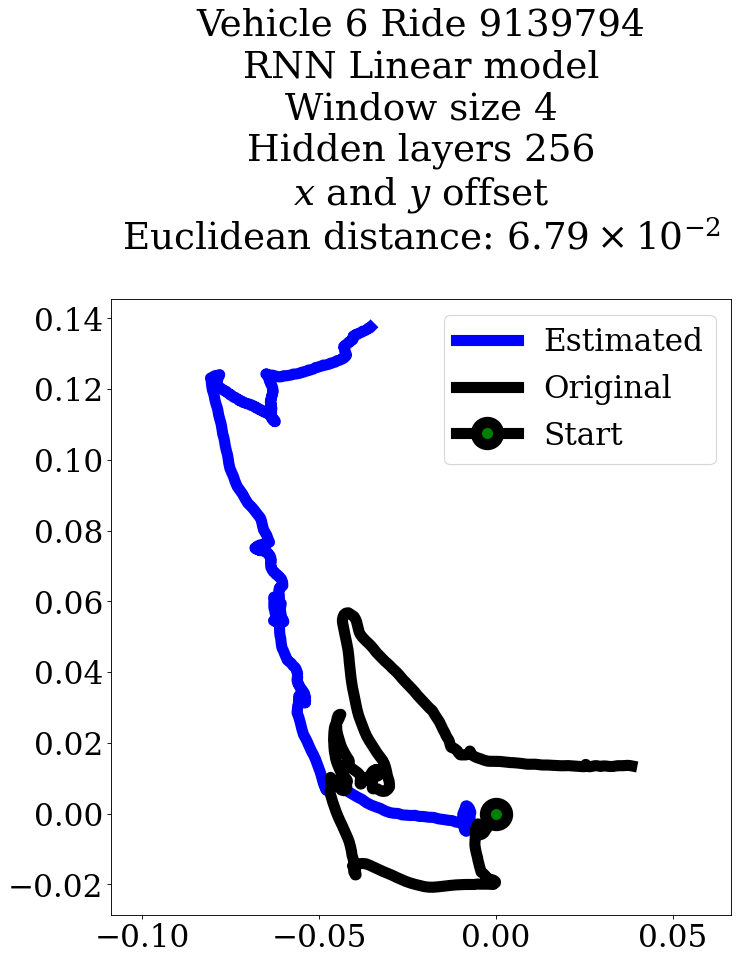 Vehicle 6 Ride 9139794
RNN Linear model
Window size 4
Hidden layers 256
x and y offset
Euclidean distance: 6.79 × 10⁻²
0.14
0.12
0.10
0.08
0.06
0.04
0.02
0.00
−0.02
Estimated
Original
Start
−0.10 −0.05 0.00 0.05